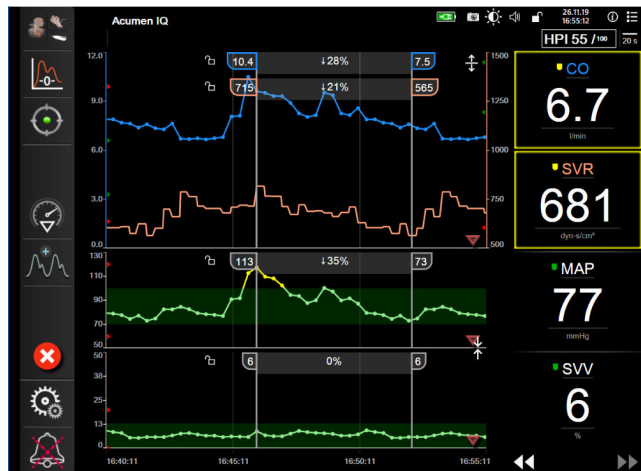 Acumen IQ
26.11.19
16:55:12
HPI 55 /100
20 s
12.0 10.4 ↓28% 7.5 1500
715 ↓21% 565
9.0 1250
6.0 1000
3.0 750
0.0 500
CO
6.7
l/min
SVR
681
dyn-s/cm⁵
130 113 ↓35% 73
110
90
70
50
MAP
77
mmHg
50 6 0% 6
38
25
13
0
SVV
6
%
16:40:11 16:45:11 16:50:11 16:55:11
-0-